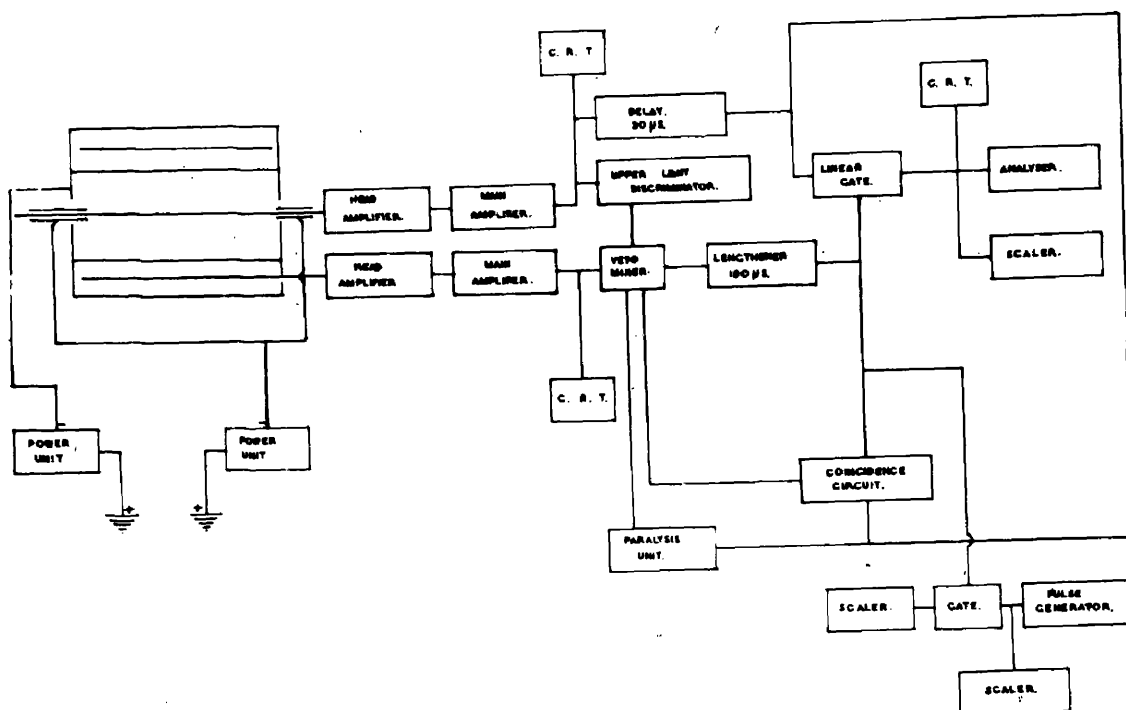 C. R. T
DELAY.
30 μS.
C. R. T.
UPPER LIMIT
DISCRIMINATOR.
LINEAR
GATE.
ANALYSER.
HEAD
AMPLIFIER.
MAIN
AMPLIFIER.
HEAD
AMPLIFIER
MAIN
AMPLIFIER.
VETO
MIXER.
LENGTHENER
180 μS.
SCALER.
C. R. T.
POWER
UNIT
POWER
UNIT
COINCIDENCE
CIRCUIT.
PARALYSIS
UNIT.
SCALER.
GATE.
PULSE
GENERATOR.
SCALER.